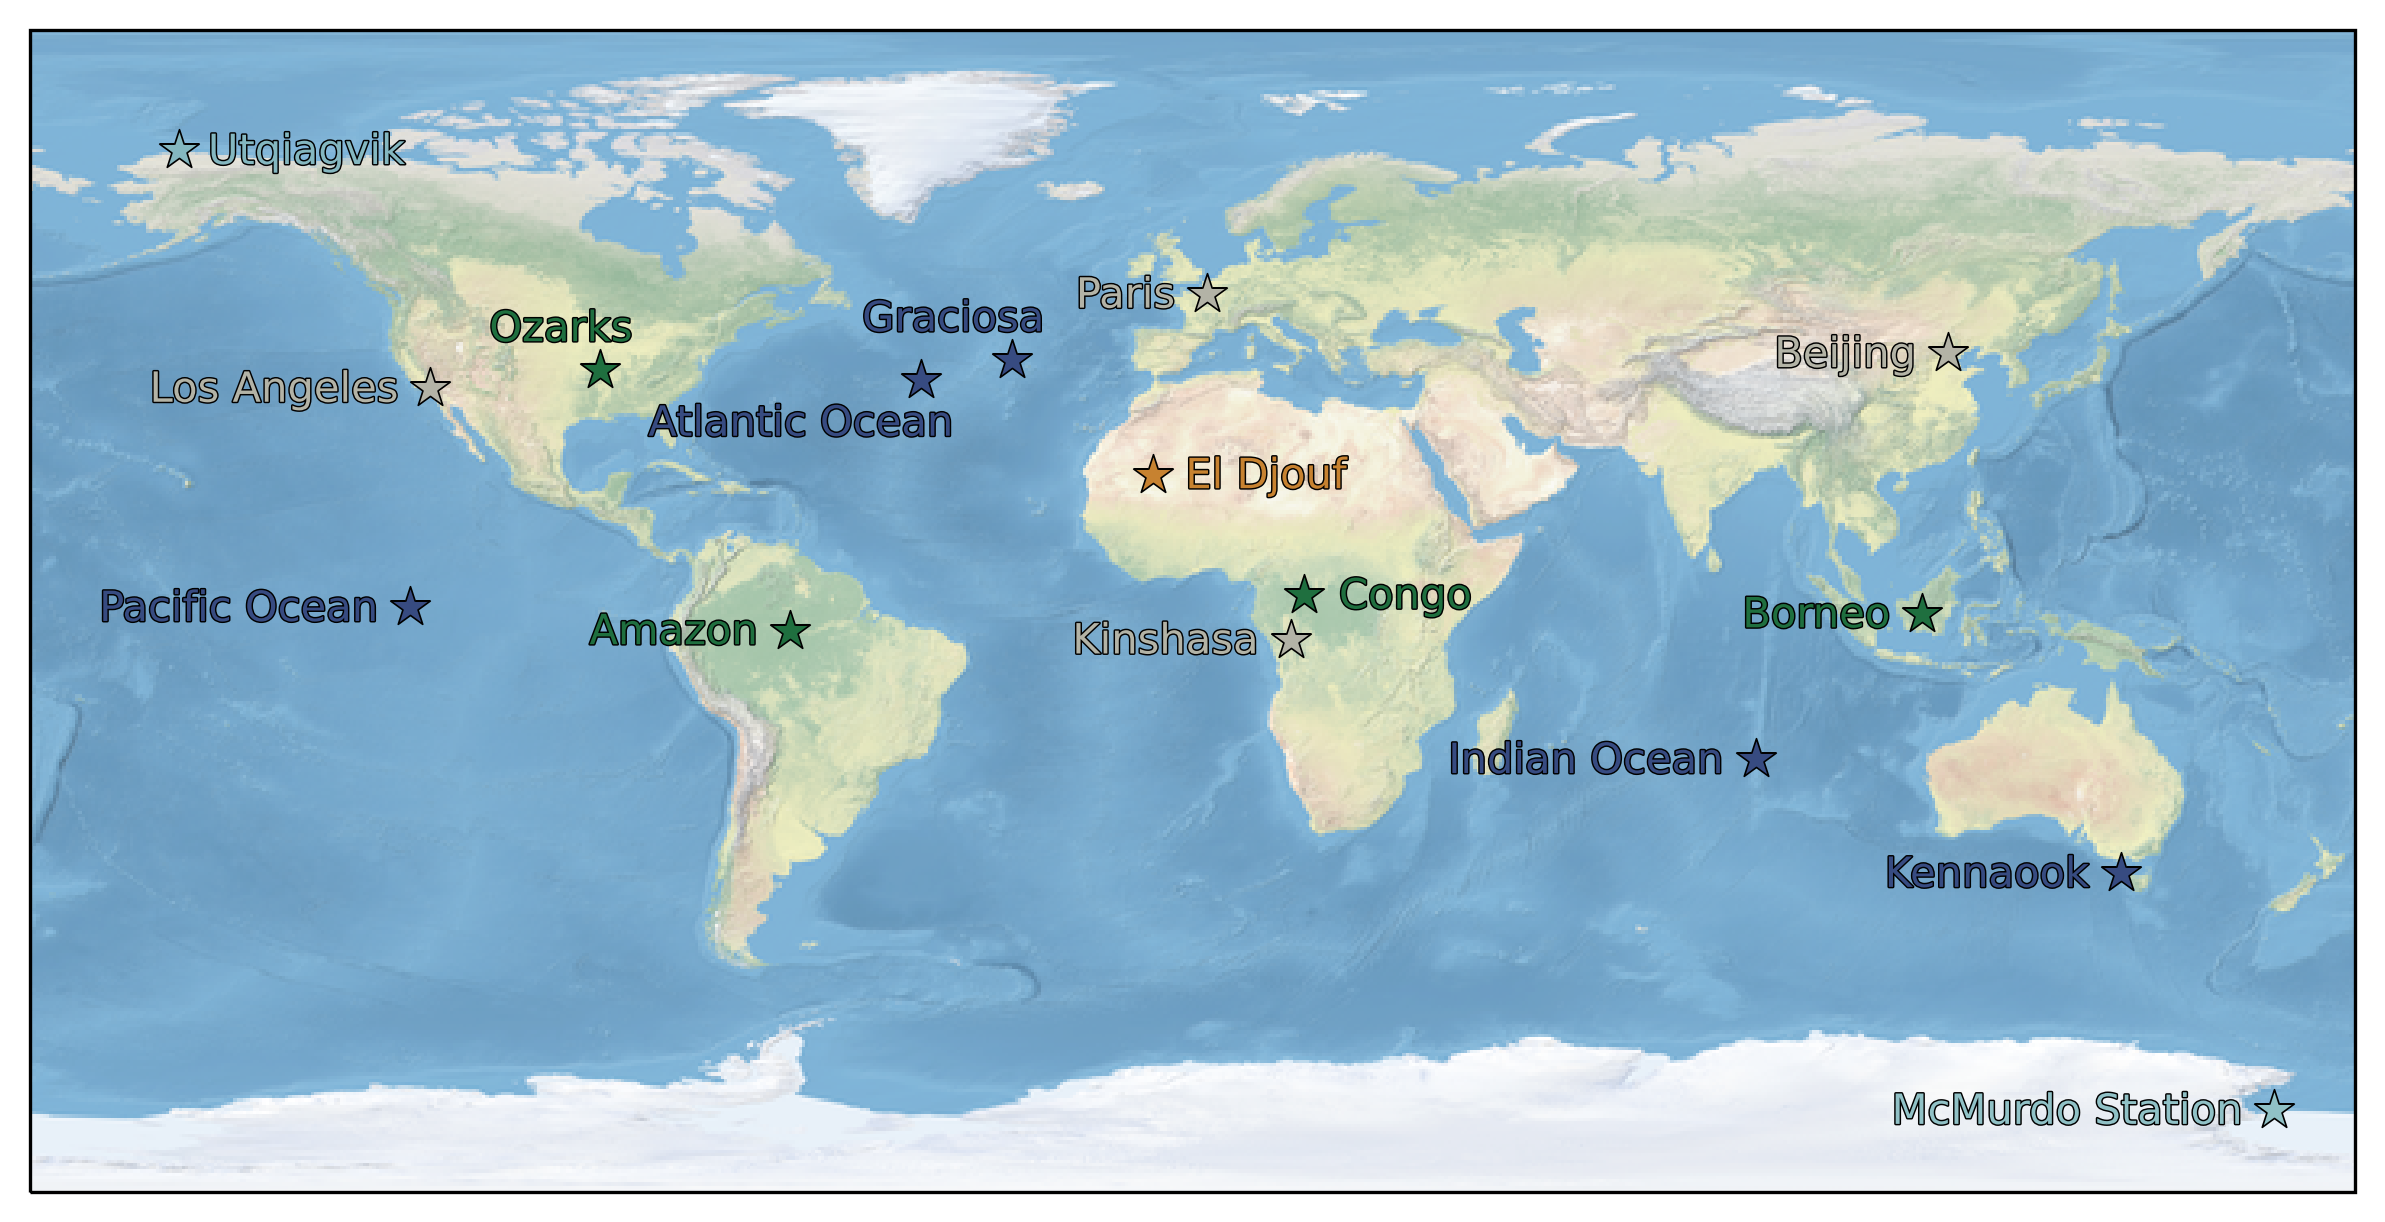 Utqiagvik
Paris
Graciosa
Ozarks
Beijing
Los Angeles
Atlantic Ocean
El Djouf
Congo
Pacific Ocean
Borneo
Amazon
Kinshasa
Indian Ocean
Kennaook
McMurdo Station